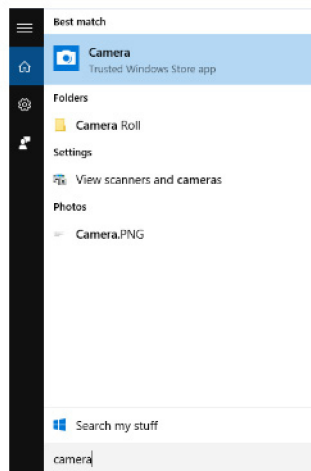 Best match
Camera
Trusted Windows Store app
Folders
Camera Roll
Settings
View scanners and cameras
Photos
Camera.PNG
Search my stuff
camera